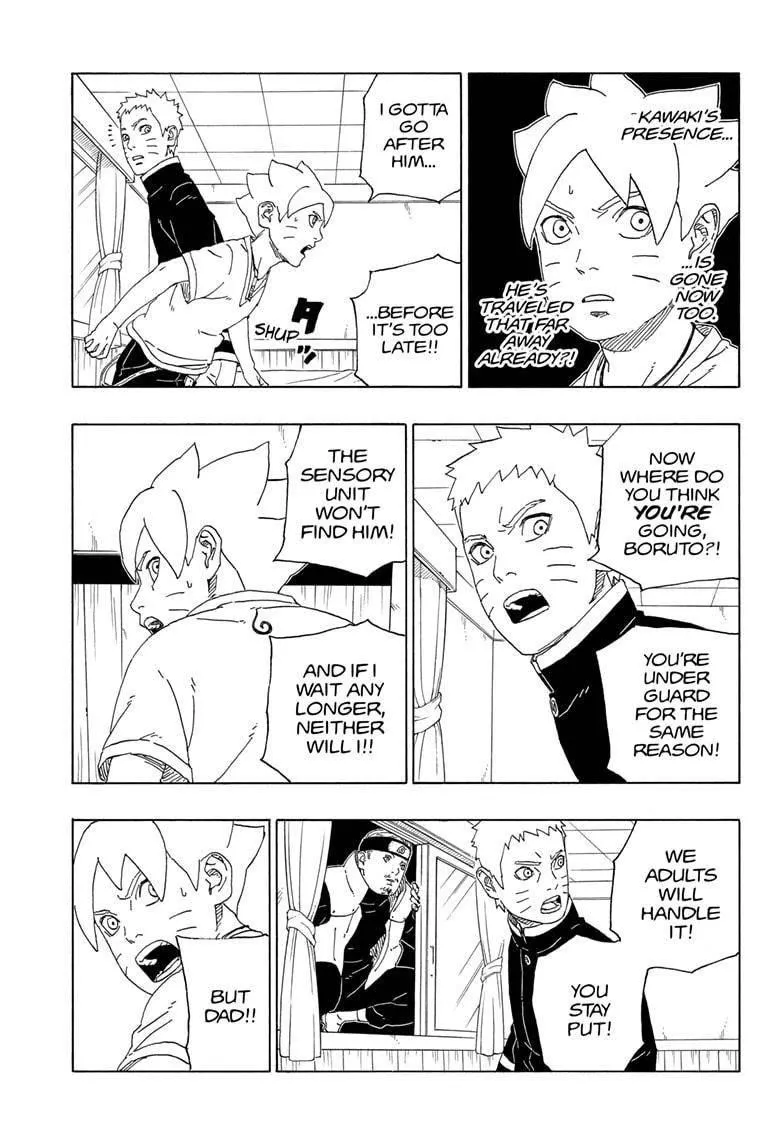 KAWAKI'S
PRESENCE...
...IS
GONE
NOW
TOO.
HE'S
TRAVELED
THAT FAR
AWAY
ALREADY?!
I GOTTA
GO
AFTER
HIM...
...BEFORE
IT'S TOO
LATE!!
SHUP
タッ
NOW
WHERE DO
YOU THINK
YOU'RE
GOING,
BORUTO?!
YOU'RE
UNDER
GUARD
FOR THE
SAME
REASON!
THE
SENSORY
UNIT
WON'T
FIND HIM!
AND IF I
WAIT ANY
LONGER,
NEITHER
WILL I!!
WE
ADULTS
WILL
HANDLE
IT!
YOU
STAY
PUT!
BUT
DAD!!